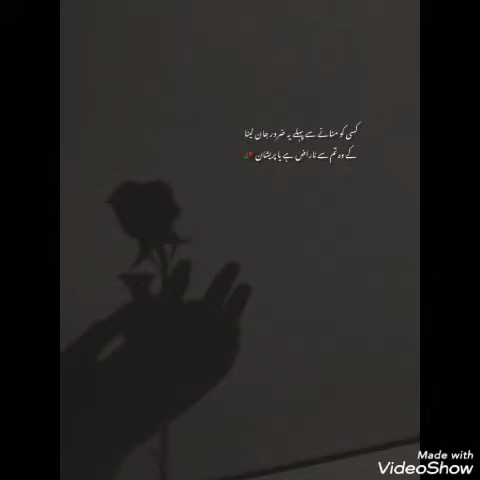 کسی کو منانے سے پہلے یہ ضرور جان لینا
کے وہ تم سے ناراض ہے یا پریشان
Made with
VideoShow